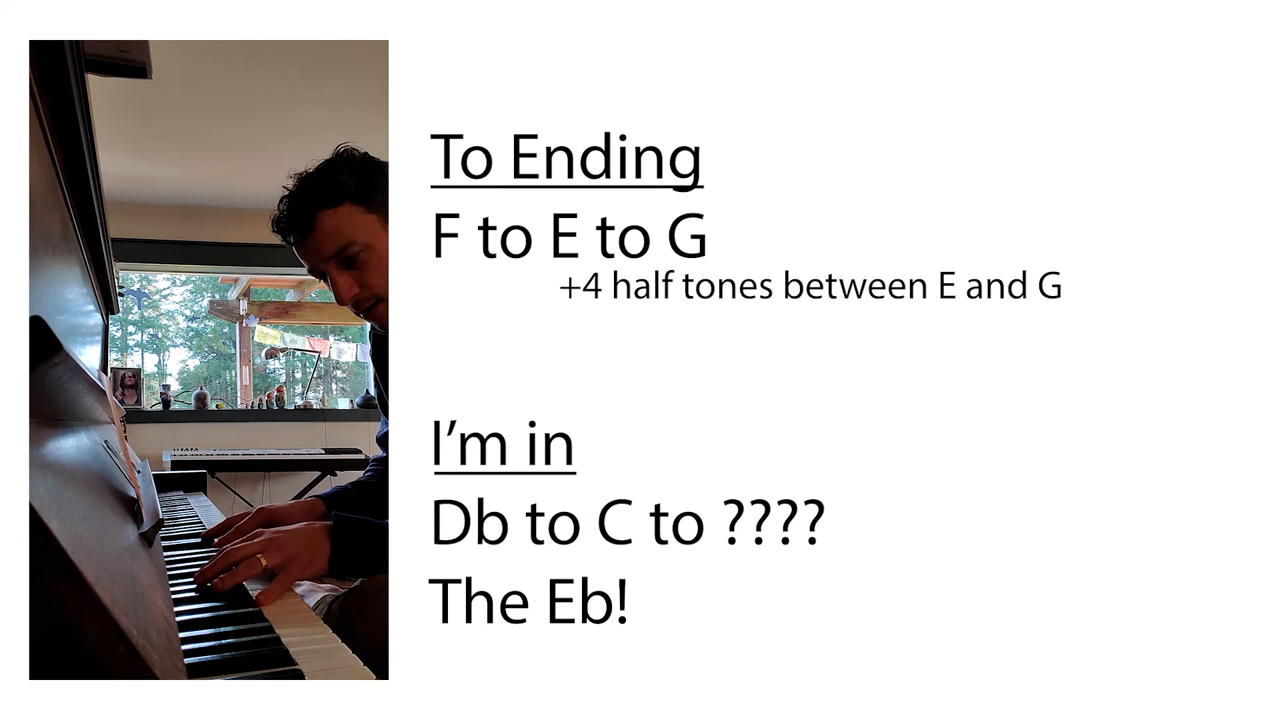 To Ending
F to E to G
+4 half tones between E and G
I'm in
Db to C to ????
The Eb!